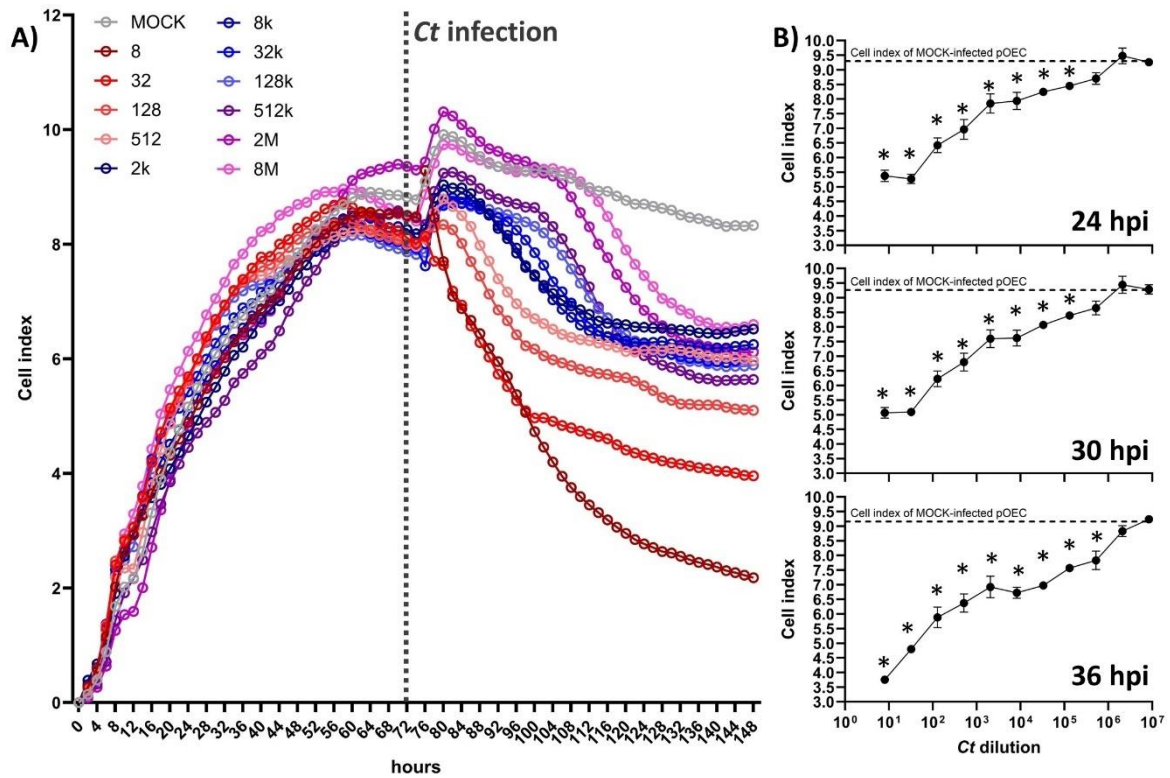 A)
MOCK
8
32
128
512
2k
8k
32k
128k
512k
2M
8M
Ct infection
Cell index
12
10
8
6
4
2
0
0 4 8 12 16 20 24 28 32 36 40 44 48 52 56 60 64 68 72 76 80 84 88 92 96 100 104 108 112 116 120 124 128 132 136 140 144 148
hours
B)
Cell index
10.0
9.5
9.0
8.5
8.0
7.5
7.0
6.5
6.0
5.5
5.0
4.5
4.0
3.5
3.0
Cell index of MOCK-infected pOEC
* * * * * * * *
24 hpi
Cell index
10.0
9.5
9.0
8.5
8.0
7.5
7.0
6.5
6.0
5.5
5.0
4.5
4.0
3.5
3.0
Cell index of MOCK-infected pOEC
* * * * * * * *
30 hpi
Cell index
10.0
9.5
9.0
8.5
8.0
7.5
7.0
6.5
6.0
5.5
5.0
4.5
4.0
3.5
3.0
Cell index of MOCK-infected pOEC
* * * * * * * * *
36 hpi
10⁰ 10¹ 10² 10³ 10⁴ 10⁵ 10⁶ 10⁷
Ct dilution